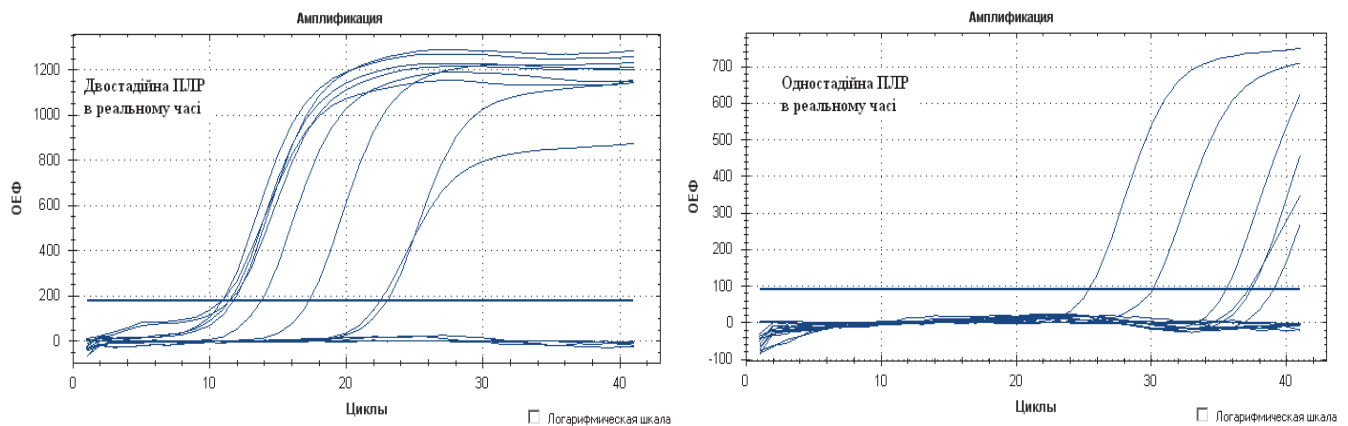 Амплификация
Двостадійна ПЛР
в реальному часі
ОЕФ
1200
1000
800
600
400
200
0
0
10
20
30
40
Циклы
Логарифмическая шкала
Амплификация
Одностадійна ПЛР
в реальному часі
ОЕФ
700
600
500
400
300
200
100
0
-100
0
10
20
30
40
Циклы
Логарифмическая шкала